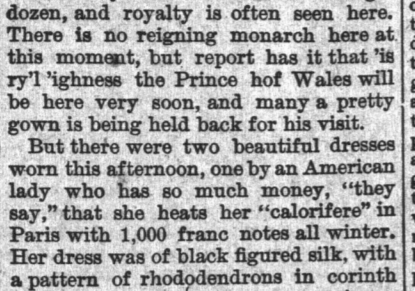 dozen, and royalty is often seen here.
There is no reigning monarch here at
this moment, but report has it that 'is
ry'l 'ighness the Prince hof Wales will
be here very soon, and many a pretty
gown is being held back for his visit.
But there were two beautiful dresses
worn this afternoon, one by an American
lady who has so much money, "they
say," that she heats her "calorifere" in
Paris with 1,000 franc notes all winter.
Her dress was of black figured silk, with
a pattern of rhododendrons in corinth